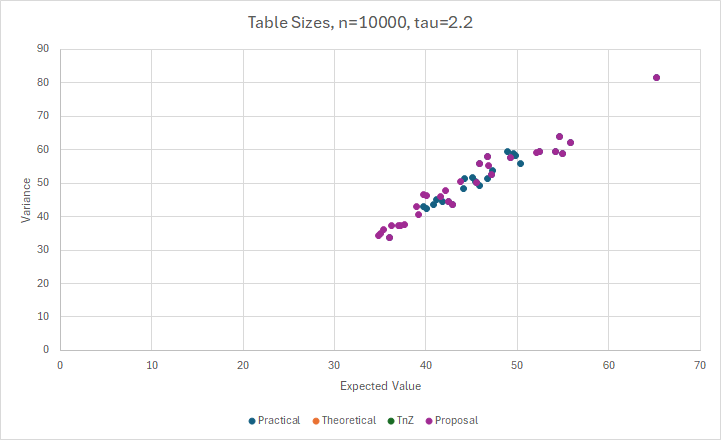 Table Sizes, n=10000, tau=2.2
90
80
70
60
50
40
30
20
10
0
Variance
0 10 20 30 40 50 60 70
Expected Value
Practical Theoretical TnZ Proposal